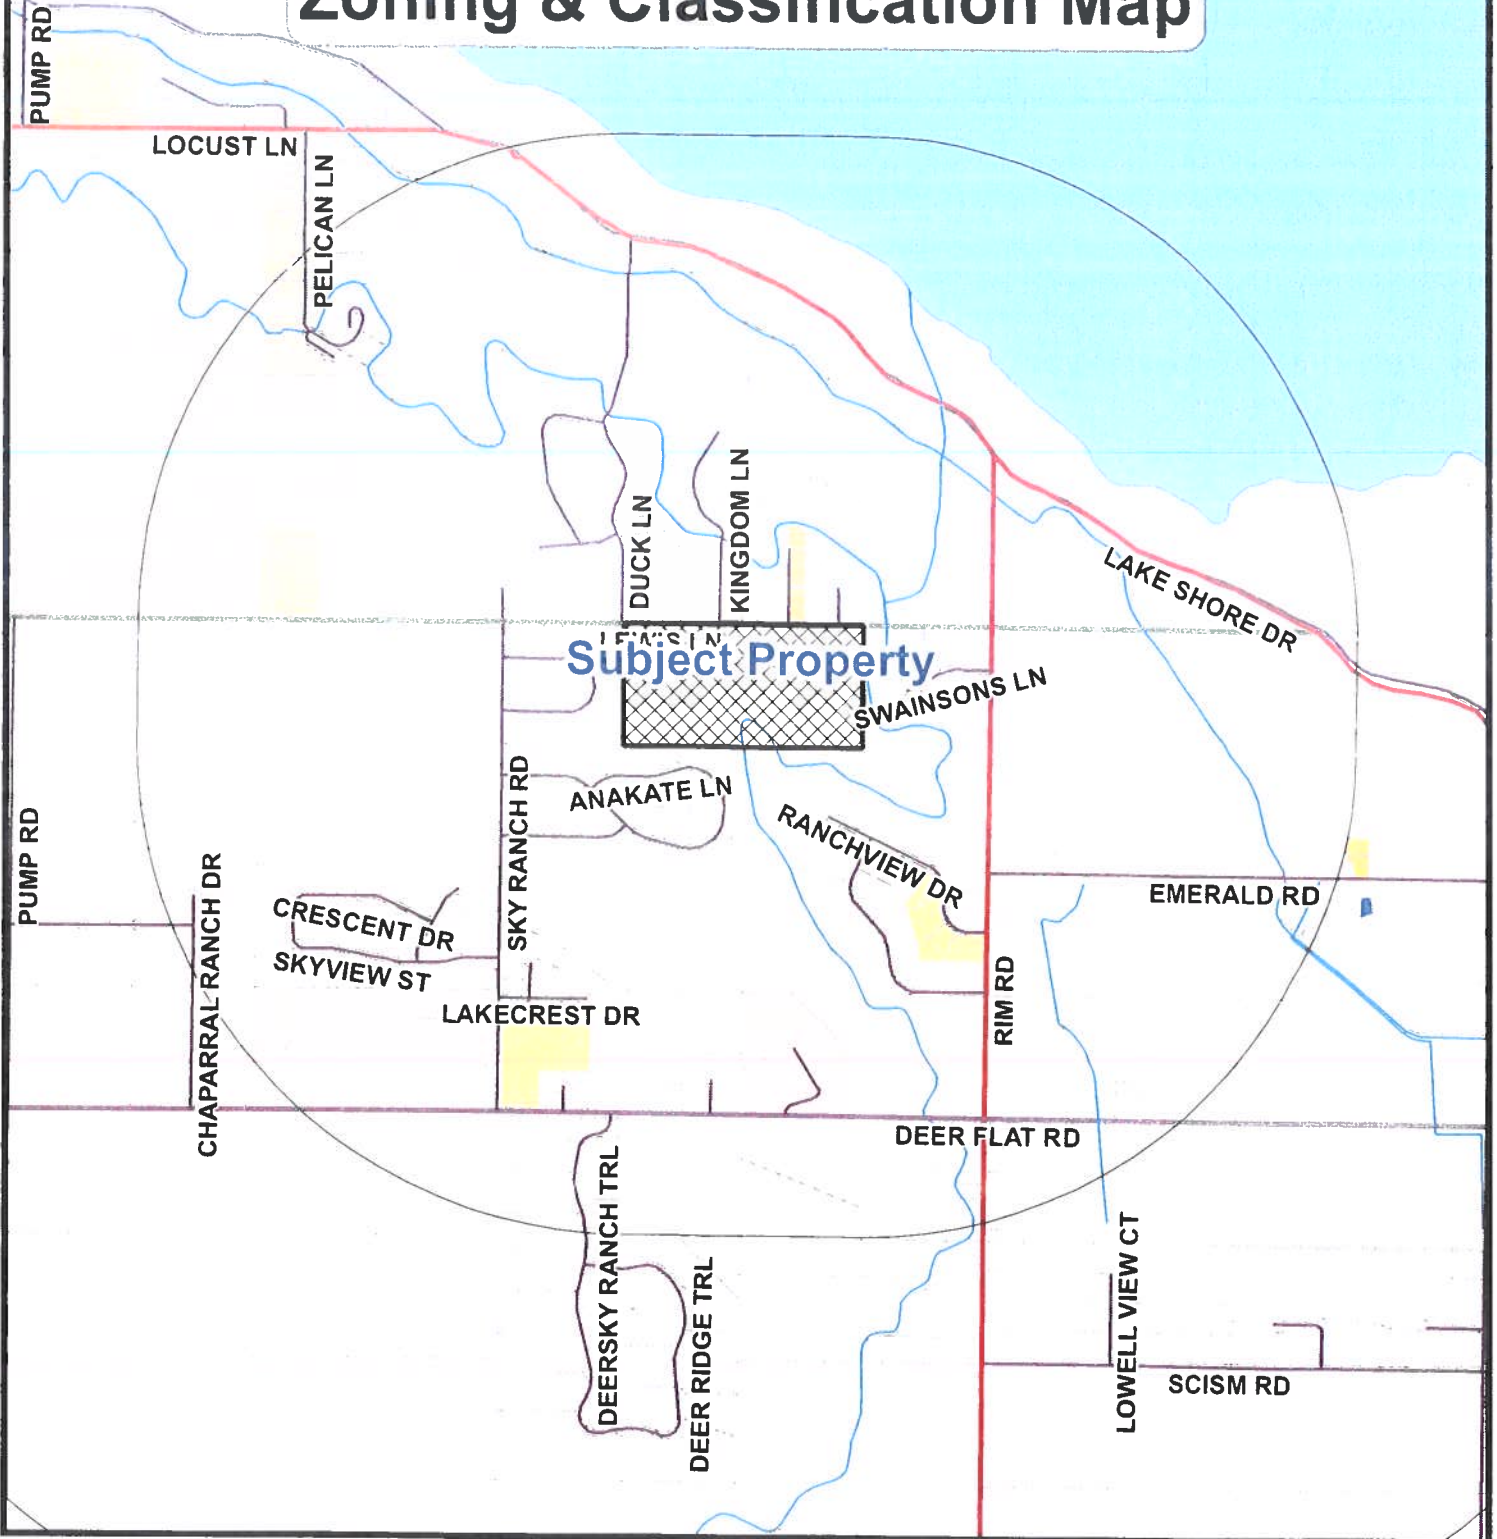 Zoning & Classification Map
PUMP RD
LOCUST LN
PELICAN LN
DUCK LN
KINGDOM LN
LAKE SHORE DR
LEWIS LN
Subject Property
SWAINSONS LN
SKY RANCH RD
ANAKATE LN
RANCHVIEW DR
PUMP RD
CHAPARRAL RANCH DR
CRESCENT DR
SKYVIEW ST
EMERALD RD
LAKECREST DR
RIM RD
DEER FLAT RD
DEERSKY RANCH TRL
DEER RIDGE TRL
LOWELL VIEW CT
SCISM RD